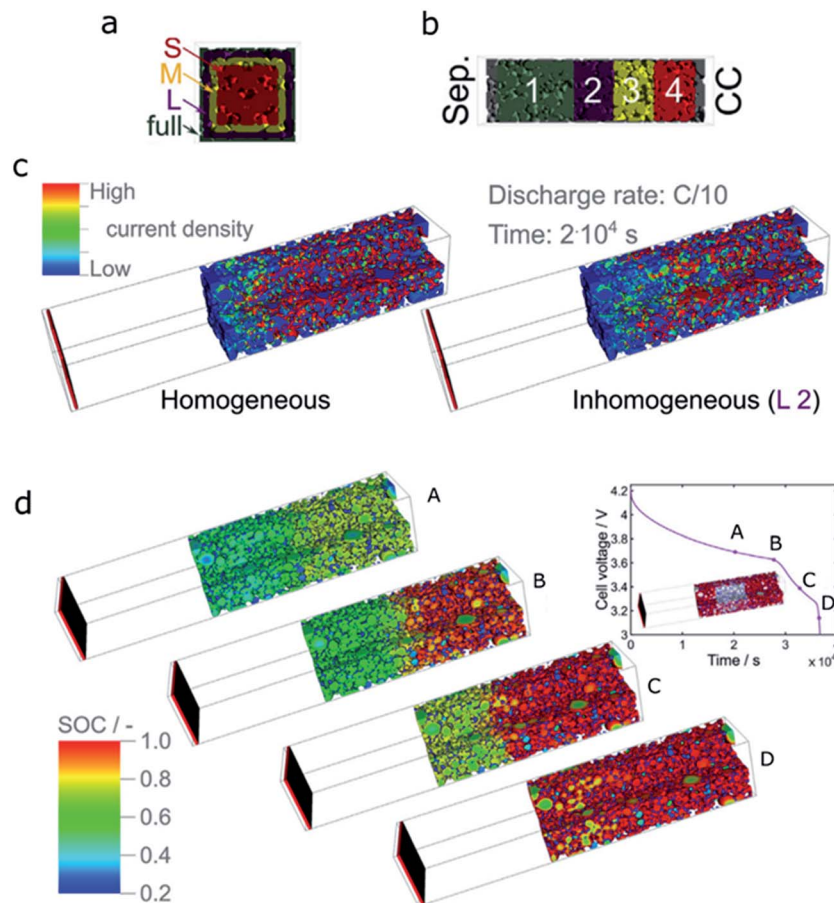 a
S
M
L
full
b
Sep.
1 2 3 4
CC
c
High
current density
Low
Discharge rate: C/10
Time: 2·10⁴ s
Homogeneous
Inhomogeneous (L 2)
d
A
B
C
D
SOC / -
1.0
0.8
0.6
0.4
0.2
Cell voltage / V
4.2
4
3.8
3.6
3.4
3.2
3
A
B
C
D
0 1 2 3
Time / s